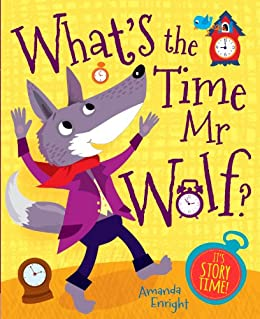 What's the
Time
Mr
Wolf?
IT'S
STORY
TIME!
Amanda
Enright